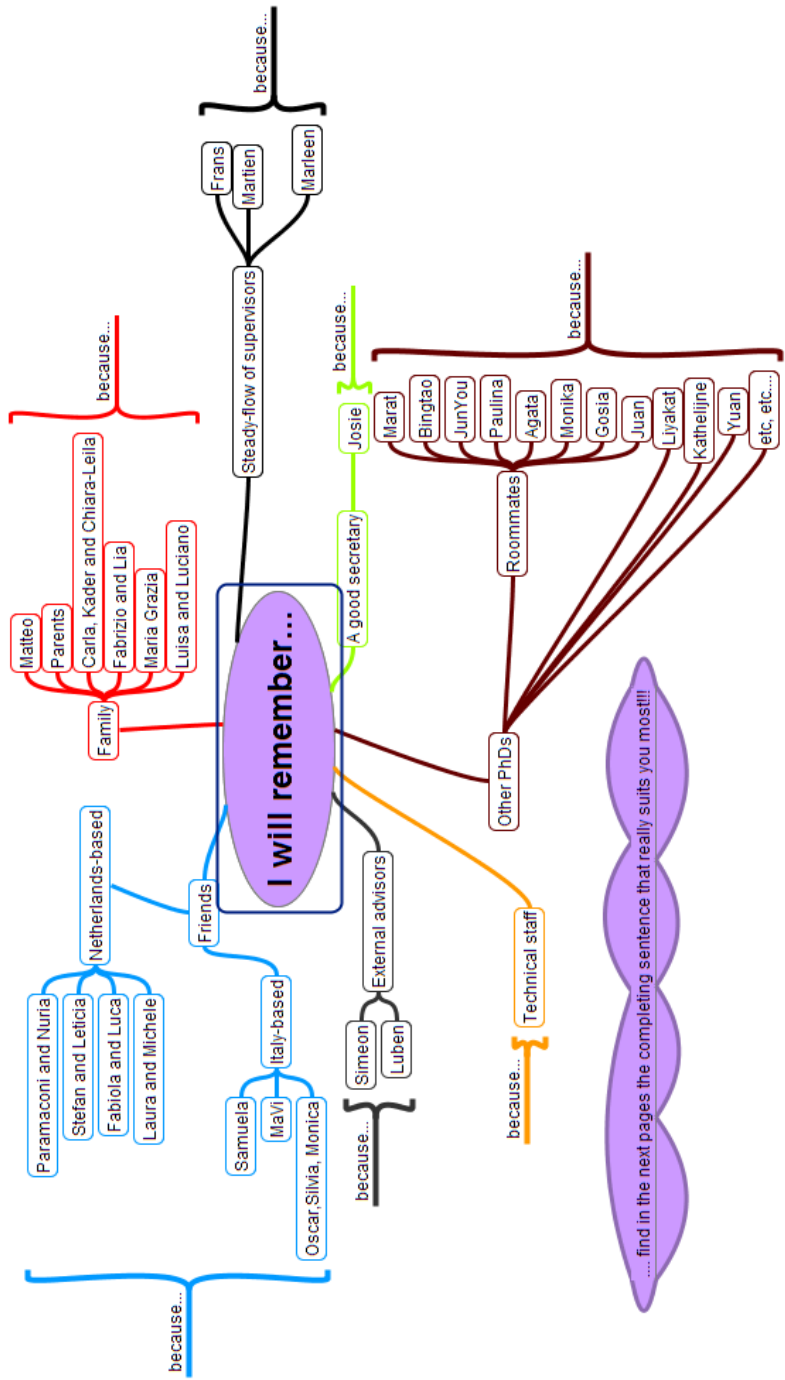 I will remember...
Steady-flow of supervisors
Frans
Martien
Marleen
because...
A good secretary
Josie
because...
Other PhDs
Roommates
Marat
Bingtao
JunYou
Paulina
Agata
Monika
Gosia
Juan
Liyakat
Kathelijne
Yuan
etc, etc....
because...
Technical staff
because...
External advisors
Simeon
Luben
because...
Friends
Netherlands-based
Paramaconi and Nuria
Stefan and Leticia
Fabiola and Luca
Laura and Michele
Italy-based
Samuela
MaVi
Oscar,Silvia, Monica
because...
Family
Matteo
Parents
Carla, Kader and Chiara-Leila
Fabrizio and Lia
Maria Grazia
Luisa and Luciano
because...
.... find in the next pages the completing sentence that really suits you most!!!